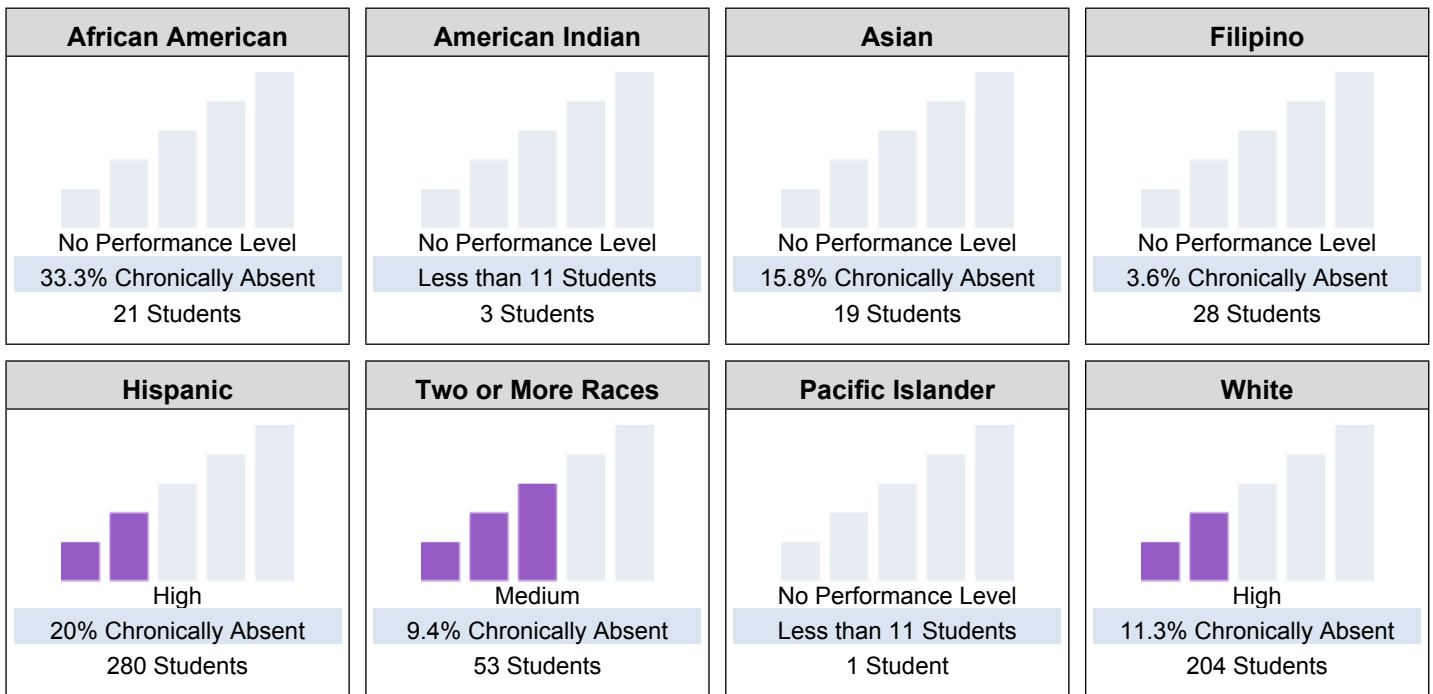 African American
No Performance Level
33.3% Chronically Absent
21 Students
American Indian
No Performance Level
Less than 11 Students
3 Students
Asian
No Performance Level
15.8% Chronically Absent
19 Students
Filipino
No Performance Level
3.6% Chronically Absent
28 Students
Hispanic
High
20% Chronically Absent
280 Students
Two or More Races
Medium
9.4% Chronically Absent
53 Students
Pacific Islander
No Performance Level
Less than 11 Students
1 Student
White
High
11.3% Chronically Absent
204 Students